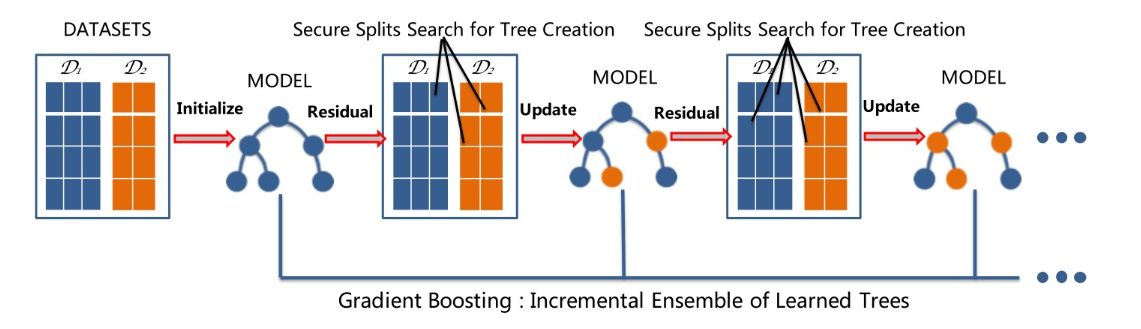 DATASETS
Secure Splits Search for Tree Creation
Secure Splits Search for Tree Creation
𝒟₁ 𝒟₂
MODEL
𝒟₁ 𝒟₂
MODEL
𝒟₁ 𝒟₂
MODEL
Initialize
Residual
Update
Residual
Update
Gradient Boosting : Incremental Ensemble of Learned Trees